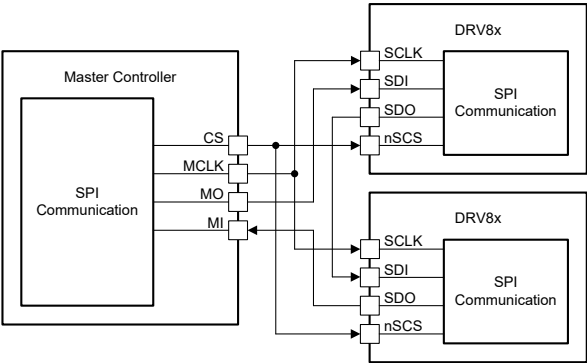 DRV8x
SCLK
SDI
SDO
nSCS
SPI
Communication
Master Controller
CS
MCLK
MO
MI
SPI
Communication
DRV8x
SCLK
SDI
SDO
nSCS
SPI
Communication